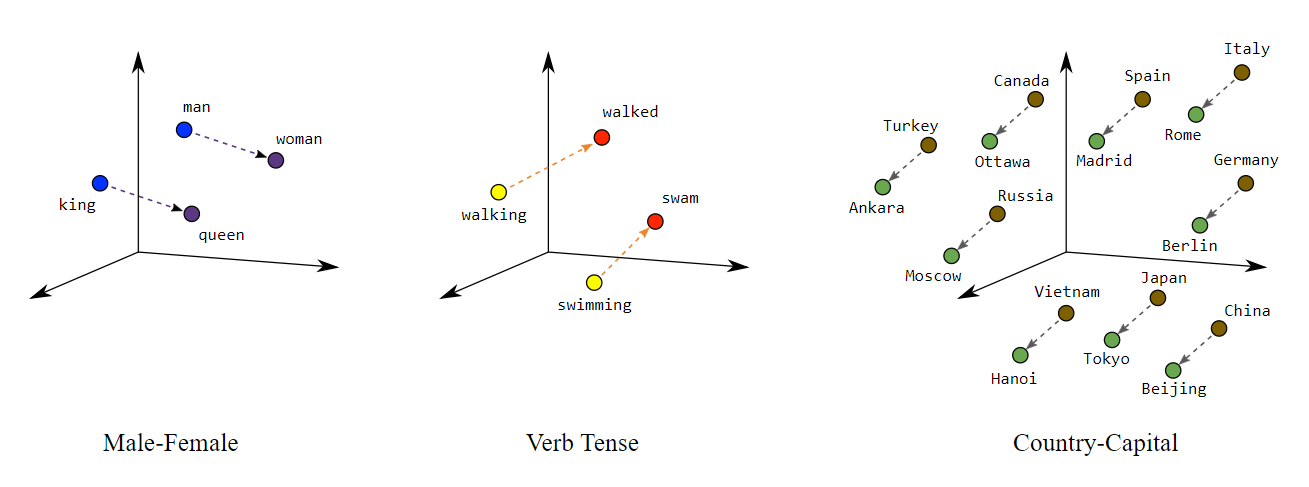 man
woman
king
queen
Male-Female
walked
walking
swam
swimming
Verb Tense
Italy
Canada
Spain
Rome
Turkey
Ottawa
Madrid
Germany
Ankara
Russia
Berlin
Moscow
Japan
Vietnam
China
Tokyo
Hanoi
Beijing
Country-Capital